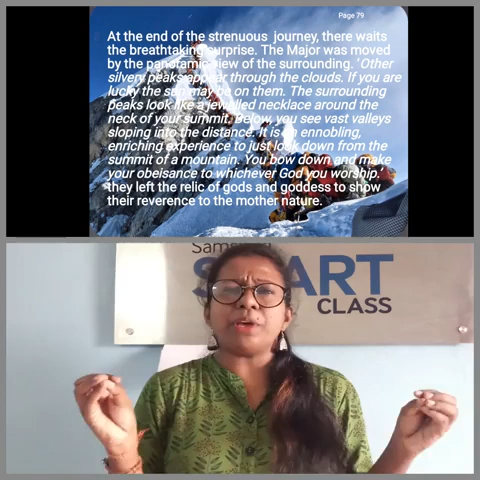 Page 79
At the end of the strenuous journey, there waits
the breathtaking surprise. The Major was moved
by the panoramic view of the surrounding. 'Other
silvery peaks appear through the clouds. If you are
lucky the sun may be on them. The surrounding
peaks look like a jewelled necklace around the
neck of your summit. Below, you see vast valleys
sloping into the distance. It is an ennobling,
enriching experience to just look down from the
summit of a mountain. You bow down and make
your obeisance to whichever God you worship.'
they left the relic of gods and goddess to show
their reverence to the mother nature.
CLASS